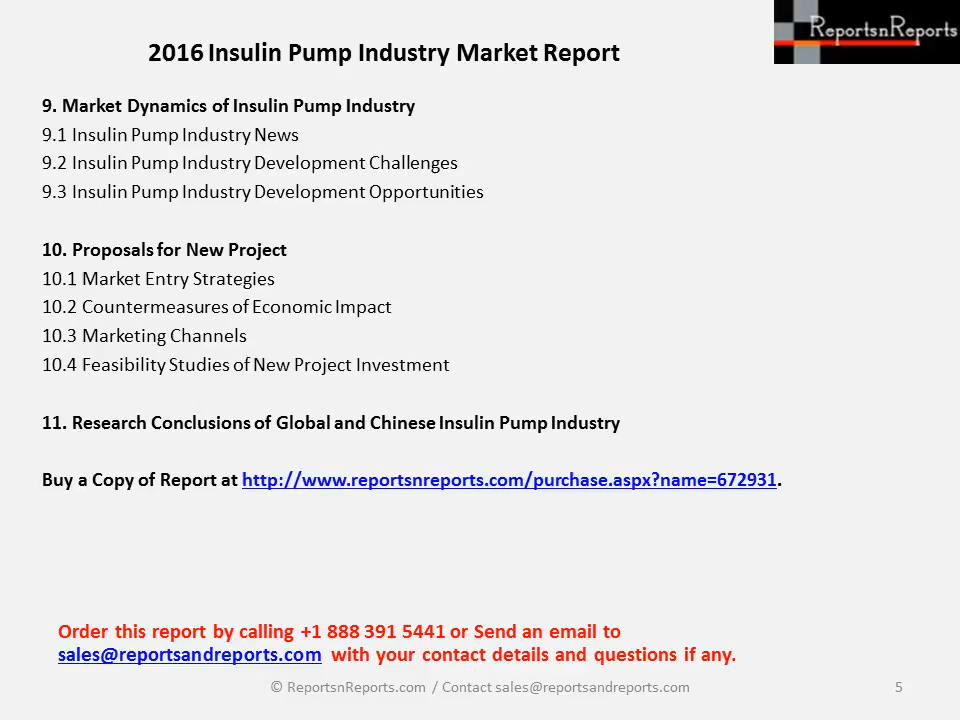 2016 Insulin Pump Industry Market Report
ReportsnReports
9. Market Dynamics of Insulin Pump Industry
9.1 Insulin Pump Industry News
9.2 Insulin Pump Industry Development Challenges
9.3 Insulin Pump Industry Development Opportunities
10. Proposals for New Project
10.1 Market Entry Strategies
10.2 Countermeasures of Economic Impact
10.3 Marketing Channels
10.4 Feasibility Studies of New Project Investment
11. Research Conclusions of Global and Chinese Insulin Pump Industry
Buy a Copy of Report at http://www.reportsnreports.com/purchase.aspx?name=672931.
Order this report by calling +1 888 391 5441 or Send an email to
sales@reportsandreports.com with your contact details and questions if any.
© ReportsnReports.com / Contact sales@reportsandreports.com
5